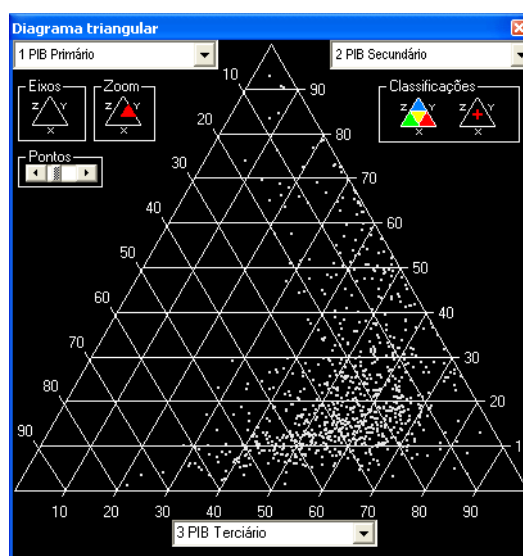 Diagrama triangular
1 PIB Primário
2 PIB Secundário
Eixos
Z Y
X
Zoom
Z Y
X
Classificações
Z Y
X
Z Y
X
Pontos
10
20
30
40
50
60
70
80
90
90
80
70
60
50
40
30
20
1
10 20 30 40 50 60 70 80 90
3 PIB Terciário